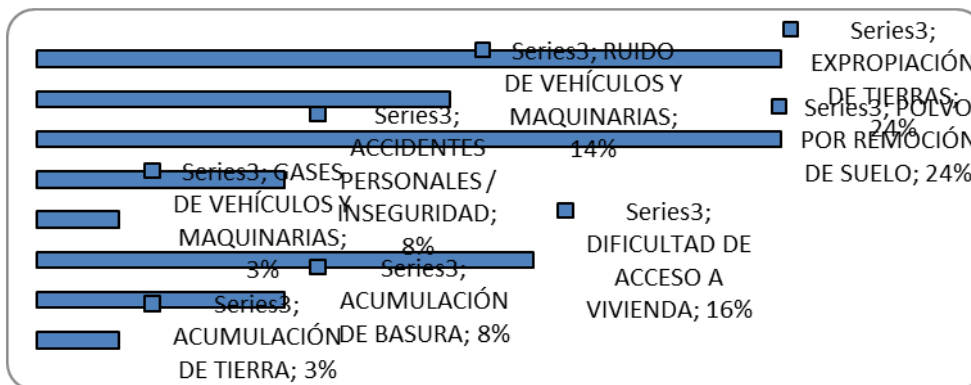 Series3;
EXPROPIACIÓN
DE TIERRAS;
24%
Series3; RUIDO
DE VEHÍCULOS Y
MAQUINARIAS;
14%
Series3; POLVO
POR REMOCIÓN
DE SUELO; 24%
Series3;
ACCIDENTES
PERSONALES /
INSEGURIDAD;
8%
Series3; GASES
DE VEHÍCULOS Y
MAQUINARIAS;
3%
Series3;
DIFICULTAD DE
ACCESO A
VIVIENDA; 16%
Series3;
ACUMULACIÓN
DE BASURA; 8%
Series3;
ACUMULACIÓN
DE TIERRA; 3%